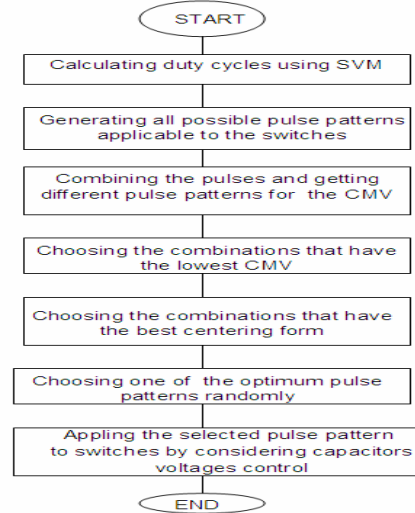 START
Calculating duty cycles using SVM
Generating all possible pulse patterns
applicable to the switches
Combining the pulses and getting
different pulse patterns for the CMV
Choosing the combinations that have
the lowest CMV
Choosing the combinations that have
the best centering form
Choosing one of the optimum pulse
patterns randomly
Appling the selected pulse pattern
to switches by considering capacitors
voltages control
END